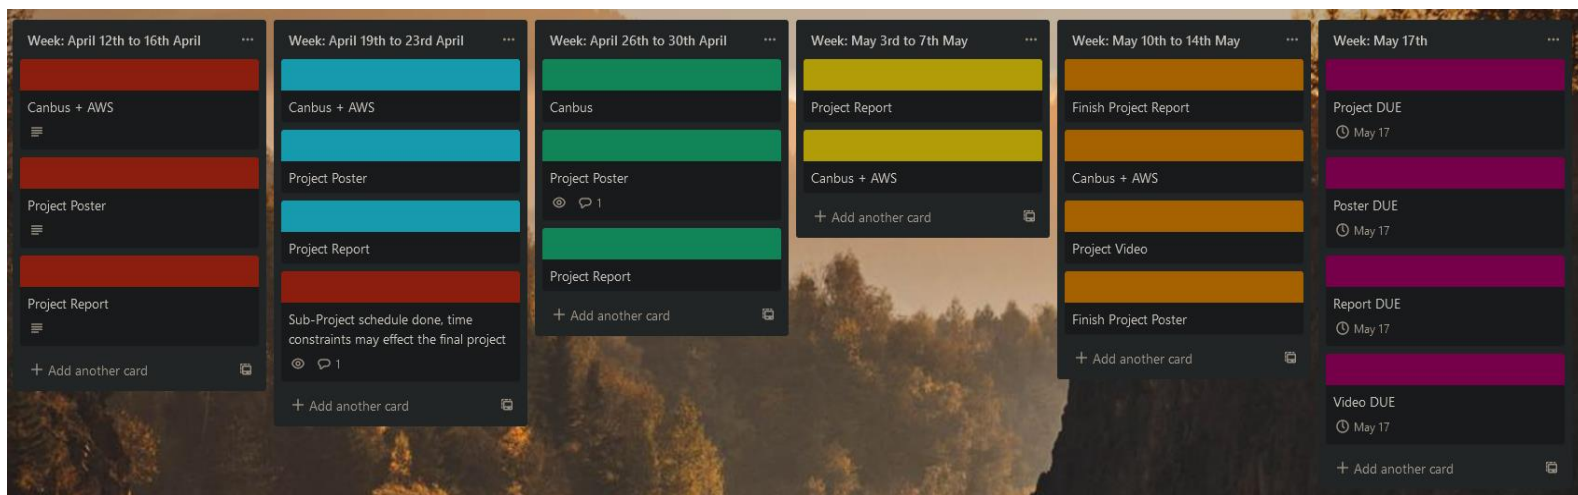 Week: April 12th to 16th April
Canbus + AWS
Project Poster
Project Report
+ Add another card
Week: April 19th to 23rd April
Canbus + AWS
Project Poster
Project Report
Sub-Project schedule done, time
constraints may effect the final project
1
+ Add another card
Week: April 26th to 30th April
Canbus
Project Poster
1
Project Report
+ Add another card
Week: May 3rd to 7th May
Project Report
Canbus + AWS
+ Add another card
Week: May 10th to 14th May
Finish Project Report
Canbus + AWS
Project Video
Finish Project Poster
+ Add another card
Week: May 17th
Project DUE
May 17
Poster DUE
May 17
Report DUE
May 17
Video DUE
May 17
+ Add another card